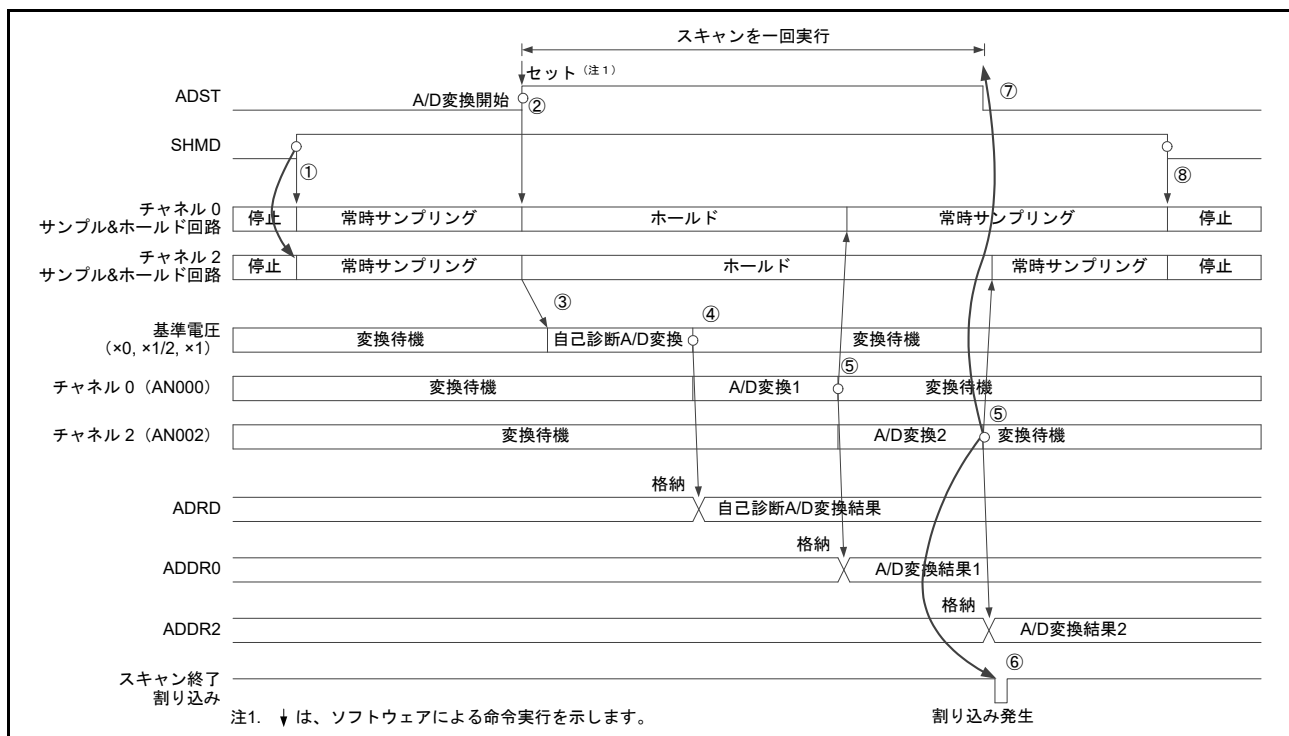 スキャンを一回実行
セット（注１）
ADST
A/D変換開始
②
⑦
SHMD
①
⑧
チャネル 0
サンプル&ホールド回路
停止
常時サンプリング
ホールド
常時サンプリング
停止
チャネル 2
サンプル&ホールド回路
停止
常時サンプリング
ホールド
常時サンプリング
停止
③
④
基準電圧
（×0, ×1/2, ×1）
変換待機
自己診断A/D変換
変換待機
⑤
チャネル 0（AN000）
変換待機
A/D変換1
変換待機
⑤
チャネル 2（AN002）
変換待機
A/D変換2
変換待機
格納
ADRD
自己診断A/D変換結果
格納
ADDR0
A/D変換結果1
格納
ADDR2
A/D変換結果2
スキャン終了
割り込み
⑥
注1. ↓ は、ソフトウェアによる命令実行を示します。
割り込み発生